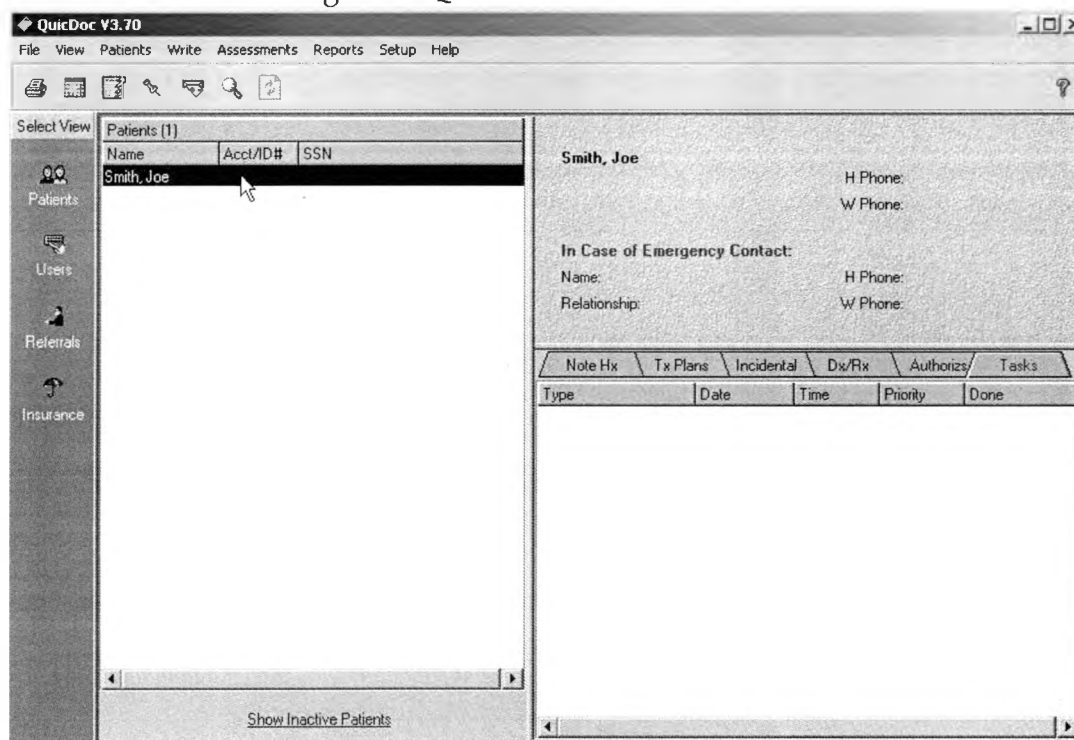 QuicDoc V3.70
File View Patients Write Assessments Reports Setup Help
Select View
Patients
Users
Referrals
Insurance
Patients (1)
Name Acct/ID# SSN
Smith, Joe
Show Inactive Patients
Smith, Joe
H Phone:
W Phone:
In Case of Emergency Contact:
Name: H Phone:
Relationship: W Phone:
Note Hx Tx Plans Incidental Dx/Rx Authorizs Tasks
Type Date Time Priority Done